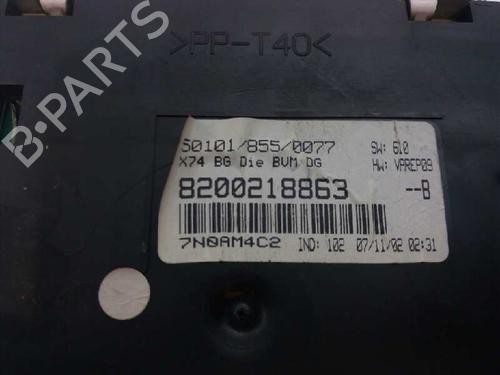 >PP-T40<
S0101/855/0077 SW: 610
X74 BG Die BVM DG HW: VAREP09
8200218863 --B
7N0AM4C2 IND: 102 07/11/02 02:31